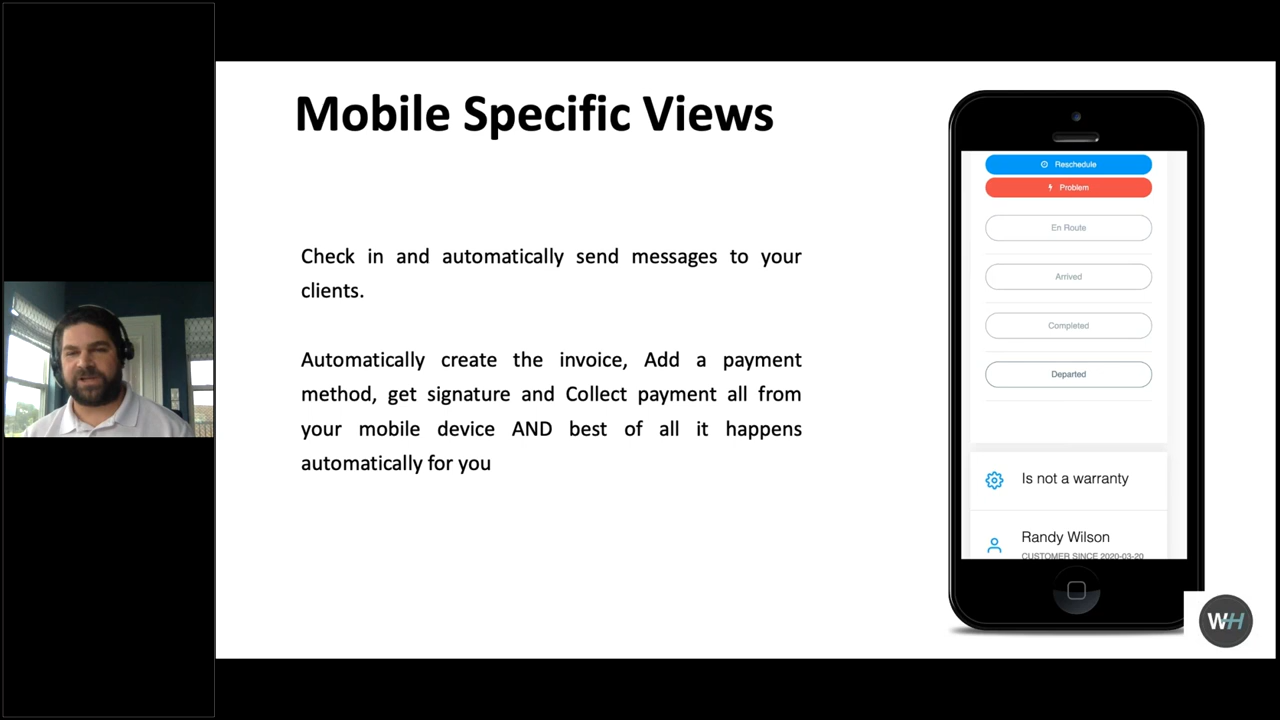 Mobile Specific Views
Check in and automatically send messages to your
clients.
Automatically create the invoice, Add a payment
method, get signature and Collect payment all from
your mobile device AND best of all it happens
automatically for you
Reschedule
Problem
En Route
Arrived
Completed
Departed
Is not a warranty
Randy Wilson
CUSTOMER SINCE 2020-03-20
WH